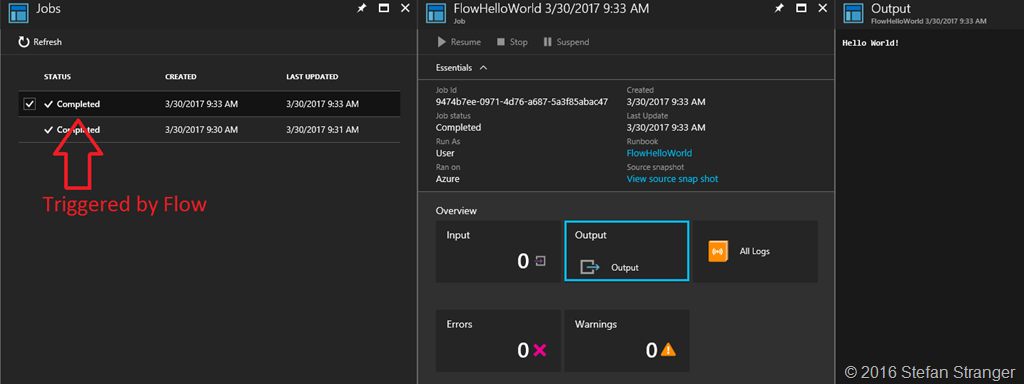 Jobs
Refresh
STATUS CREATED LAST UPDATED
Completed 3/30/2017 9:33 AM 3/30/2017 9:33 AM
Completed 3/30/2017 9:30 AM 3/30/2017 9:31 AM
Triggered by Flow
FlowHelloWorld 3/30/2017 9:33 AM
Job
Resume Stop Suspend
Essentials
Job Id
9474b7ee-0971-4d76-a687-5a3f85abac47
Job status
Completed
Run As
User
Ran on
Azure
Created
3/30/2017 9:33 AM
Last Update
3/30/2017 9:33 AM
Runbook
FlowHelloWorld
Source snapshot
View source snap shot
Overview
Input
0
Output
Output
All Logs
Errors
0
Warnings
0
Output
FlowHelloWorld 3/30/2017 9:33 AM
Hello World!
© 2016 Stefan Stranger